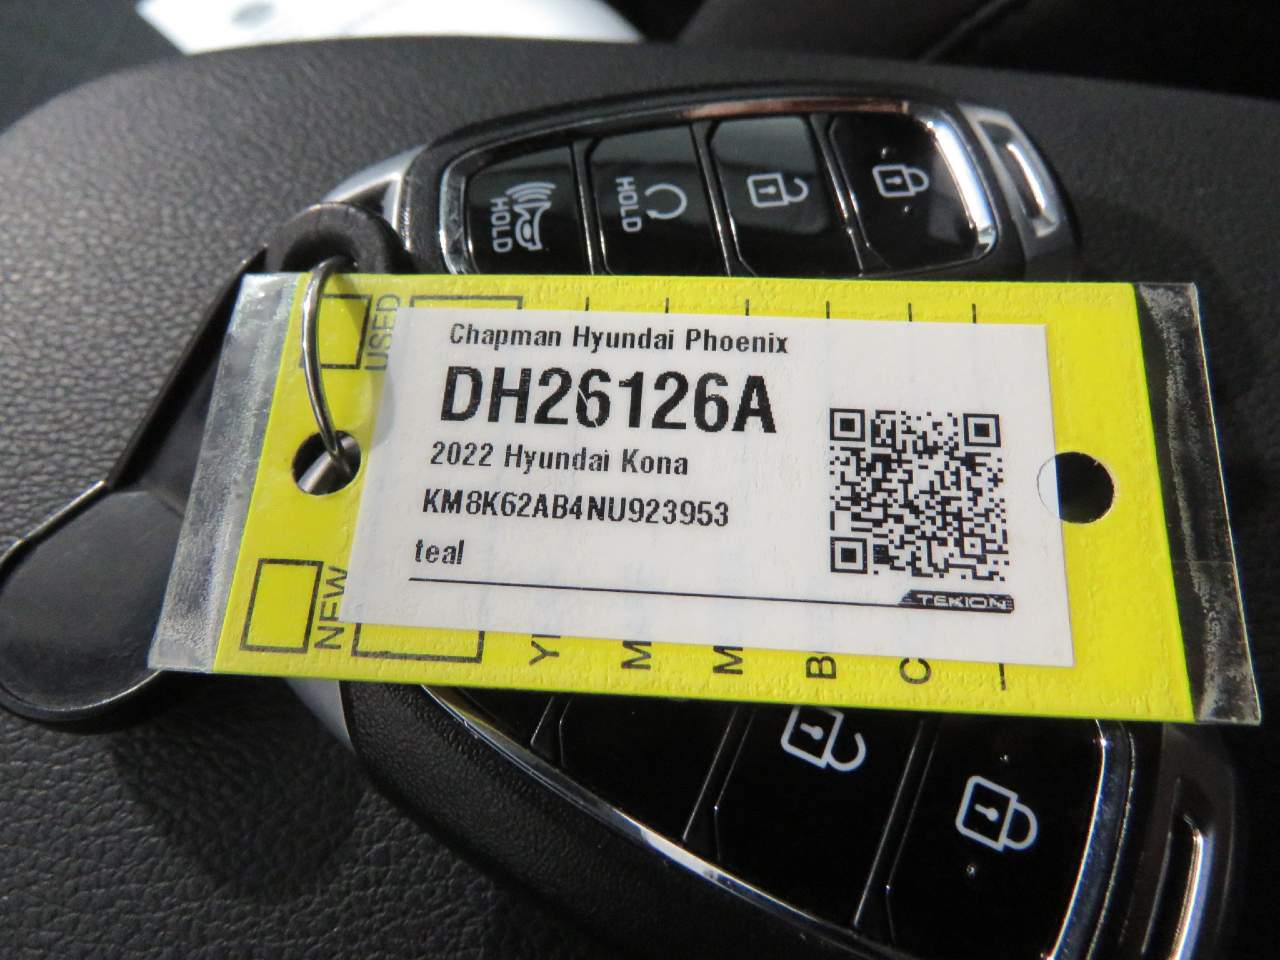 HOLD
HOLD
USED
Chapman Hyundai Phoenix
DH26126A
2022 Hyundai Kona
KM8K62AB4NU923953
teal
TEKION
NEW